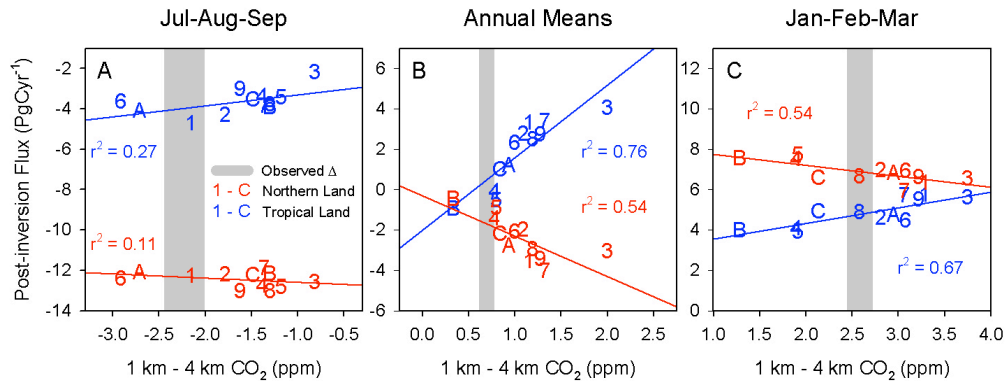 Jul-Aug-Sep
Annual Means
Jan-Feb-Mar
Post-inversion Flux (PgCyr⁻¹)
A
-2
-4
-6
-8
-10
-12
-14
r² = 0.27
Observed Δ
1 - C Northern Land
1 - C Tropical Land
r² = 0.11
-3.0 -2.5 -2.0 -1.5 -1.0 -0.5
1 km - 4 km CO₂ (ppm)
B
6
4
2
0
-2
-4
-6
r² = 0.76
r² = 0.54
0.0 0.5 1.0 1.5 2.0 2.5
1 km - 4 km CO₂ (ppm)
C
12
10
8
6
4
2
0
r² = 0.54
r² = 0.67
1.0 1.5 2.0 2.5 3.0 3.5 4.0
1 km - 4 km CO₂ (ppm)